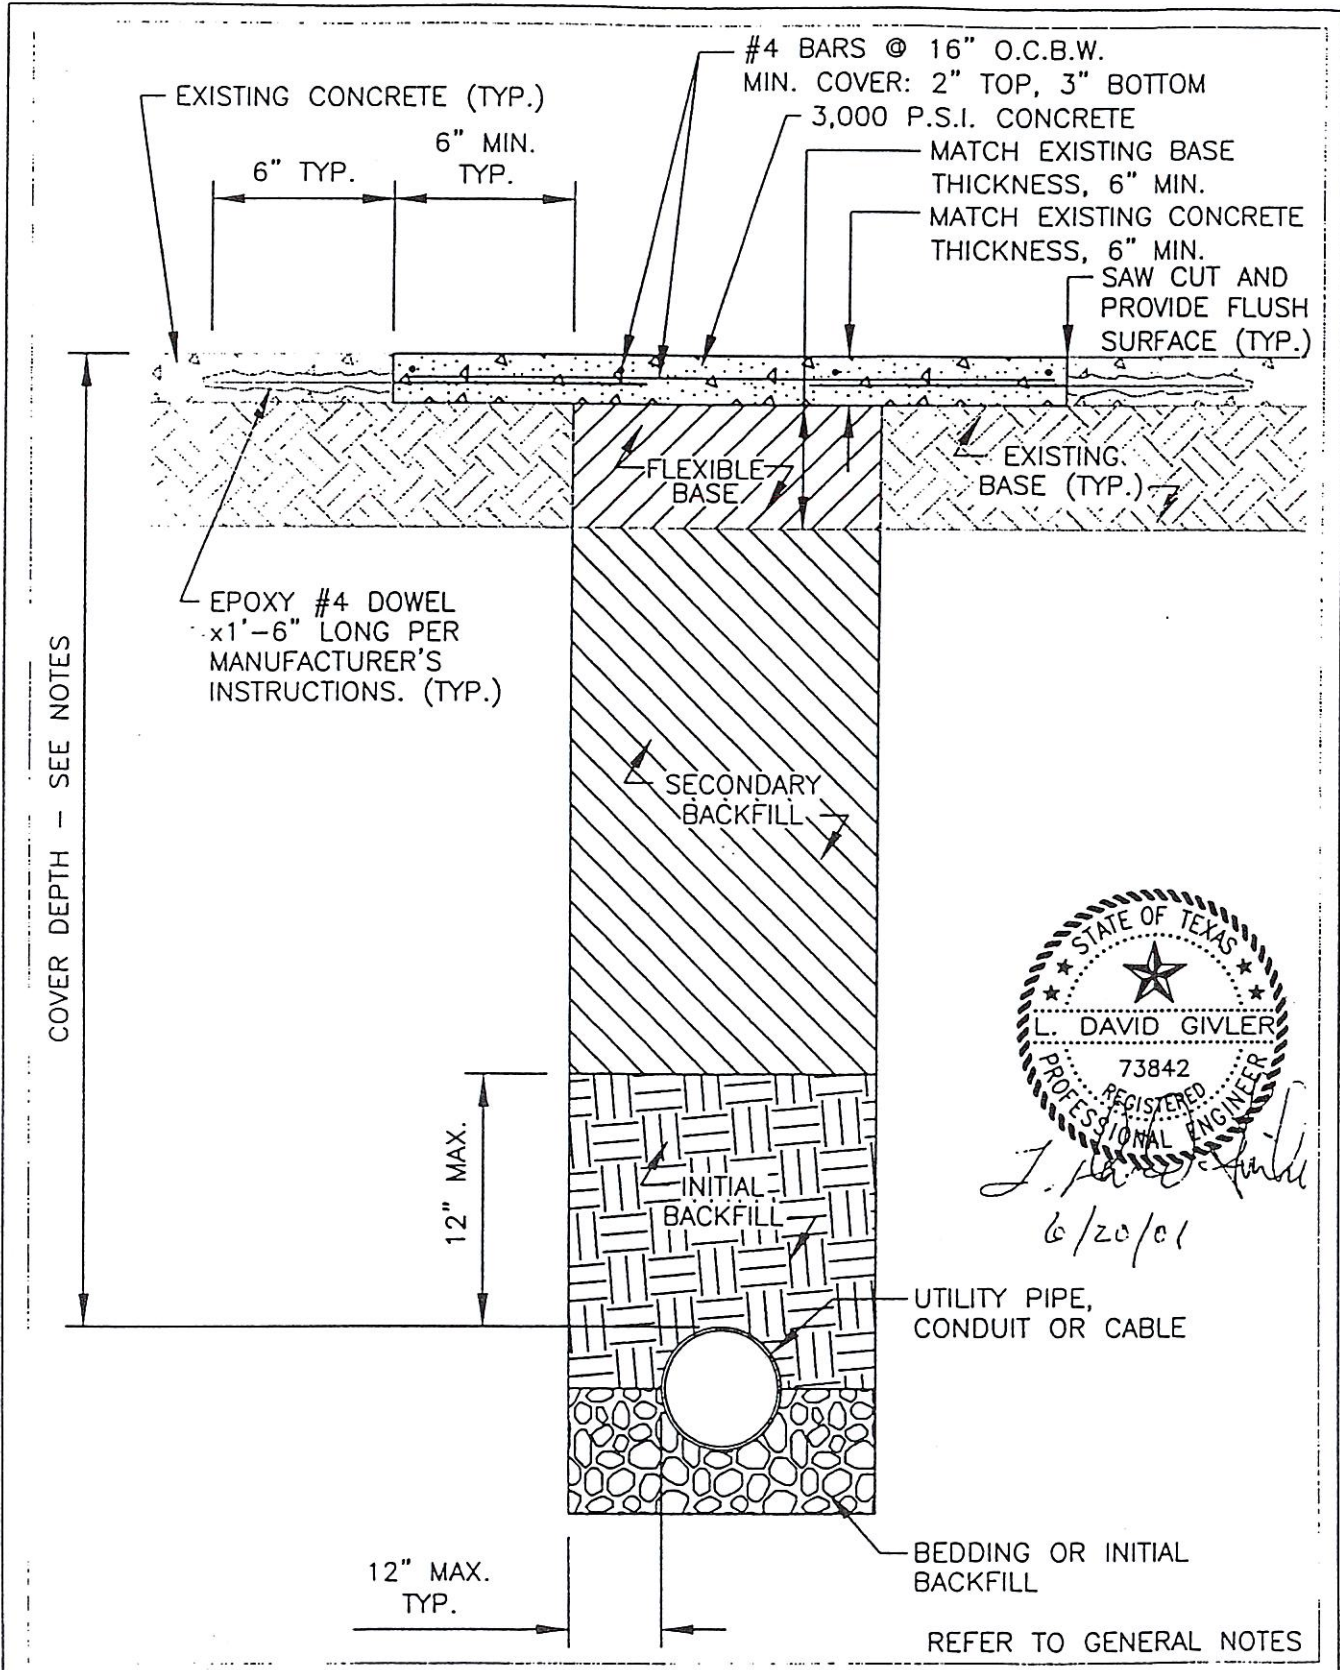 #4 BARS @ 16" O.C.B.W.
MIN. COVER: 2" TOP, 3" BOTTOM
EXISTING CONCRETE (TYP.)
3,000 P.S.I. CONCRETE
6" MIN.
TYP.
6" TYP.
MATCH EXISTING BASE
THICKNESS, 6" MIN.
MATCH EXISTING CONCRETE
THICKNESS, 6" MIN.
SAW CUT AND
PROVIDE FLUSH
SURFACE (TYP.)
FLEXIBLE
BASE
EXISTING
BASE (TYP.)
EPOXY #4 DOWEL
x1'-6" LONG PER
MANUFACTURER'S
INSTRUCTIONS. (TYP.)
COVER DEPTH – SEE NOTES
SECONDARY
BACKFILL
STATE OF TEXAS
L. DAVID GIVLER
73842
REGISTERED
PROFESSIONAL ENGINEER
6/20/01
12" MAX.
INITIAL
BACKFILL
UTILITY PIPE,
CONDUIT OR CABLE
BEDDING OR INITIAL
BACKFILL
12" MAX.
TYP.
REFER TO GENERAL NOTES